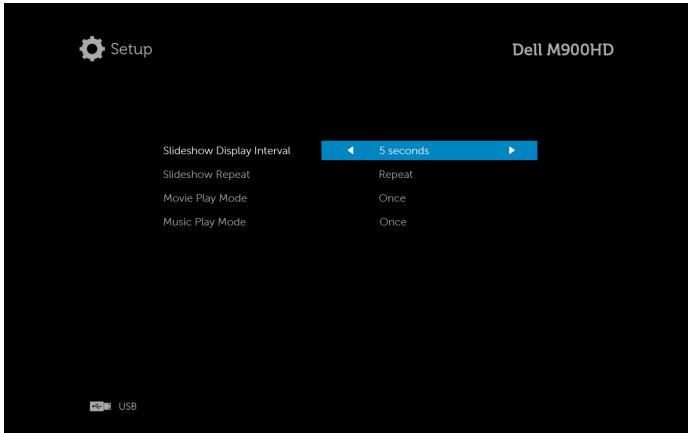 Setup
Dell M900HD
Slideshow Display Interval 5 seconds
Slideshow Repeat Repeat
Movie Play Mode Once
Music Play Mode Once
USB